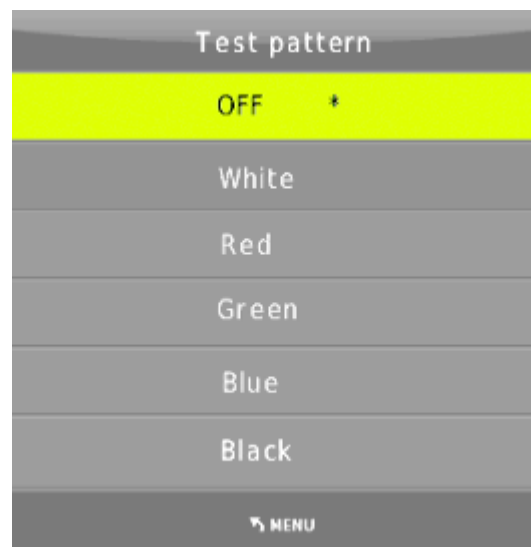 Test pattern
OFF *
White
Red
Green
Blue
Black
MENU